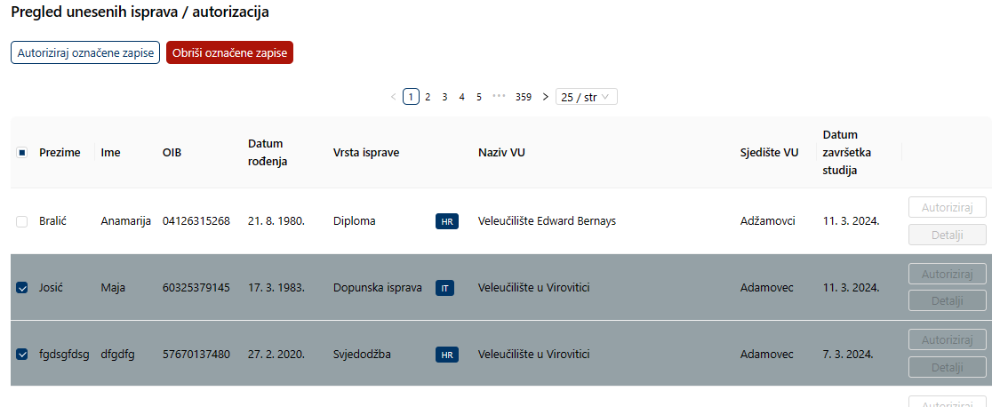 Pregled unesenih isprava / autorizacija
Autoriziraj označene zapise Obriši označene zapise
1 2 3 4 5 ••• 359 25 / str
Prezime Ime OIB Datum rođenja Vrsta isprave Naziv VU Sjedište VU Datum završetka studija
Bralić Anamarija 04126315268 21. 8. 1980. Diploma HR Veleučilište Edward Bernays Adžamovci 11. 3. 2024. Autoriziraj
Detalji
Josić Maja 60325379145 17. 3. 1983. Dopunska isprava IT Veleučilište u Virovitici Adamovec 11. 3. 2024. Autoriziraj
Detalji
fgdsgfdsg dfgdfg 57670137480 27. 2. 2020. Svjedodžba HR Veleučilište u Virovitici Adamovec 7. 3. 2024. Autoriziraj
Detalji
Autoriziraj